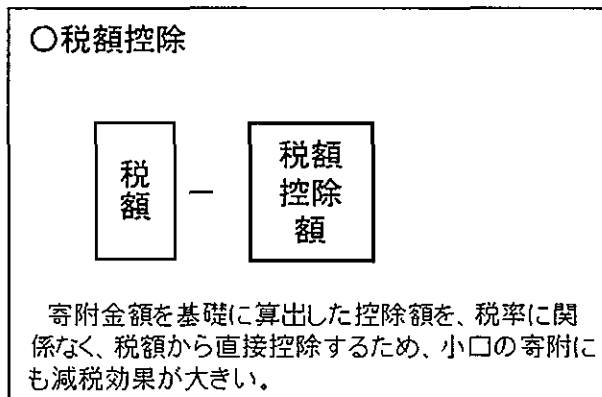 〇税額控除
税額
－
税額
控除
額
寄附金額を基礎に算出した控除額を、税率に関
係なく、税額から直接控除するため、小口の寄附に
も減税効果が大きい。